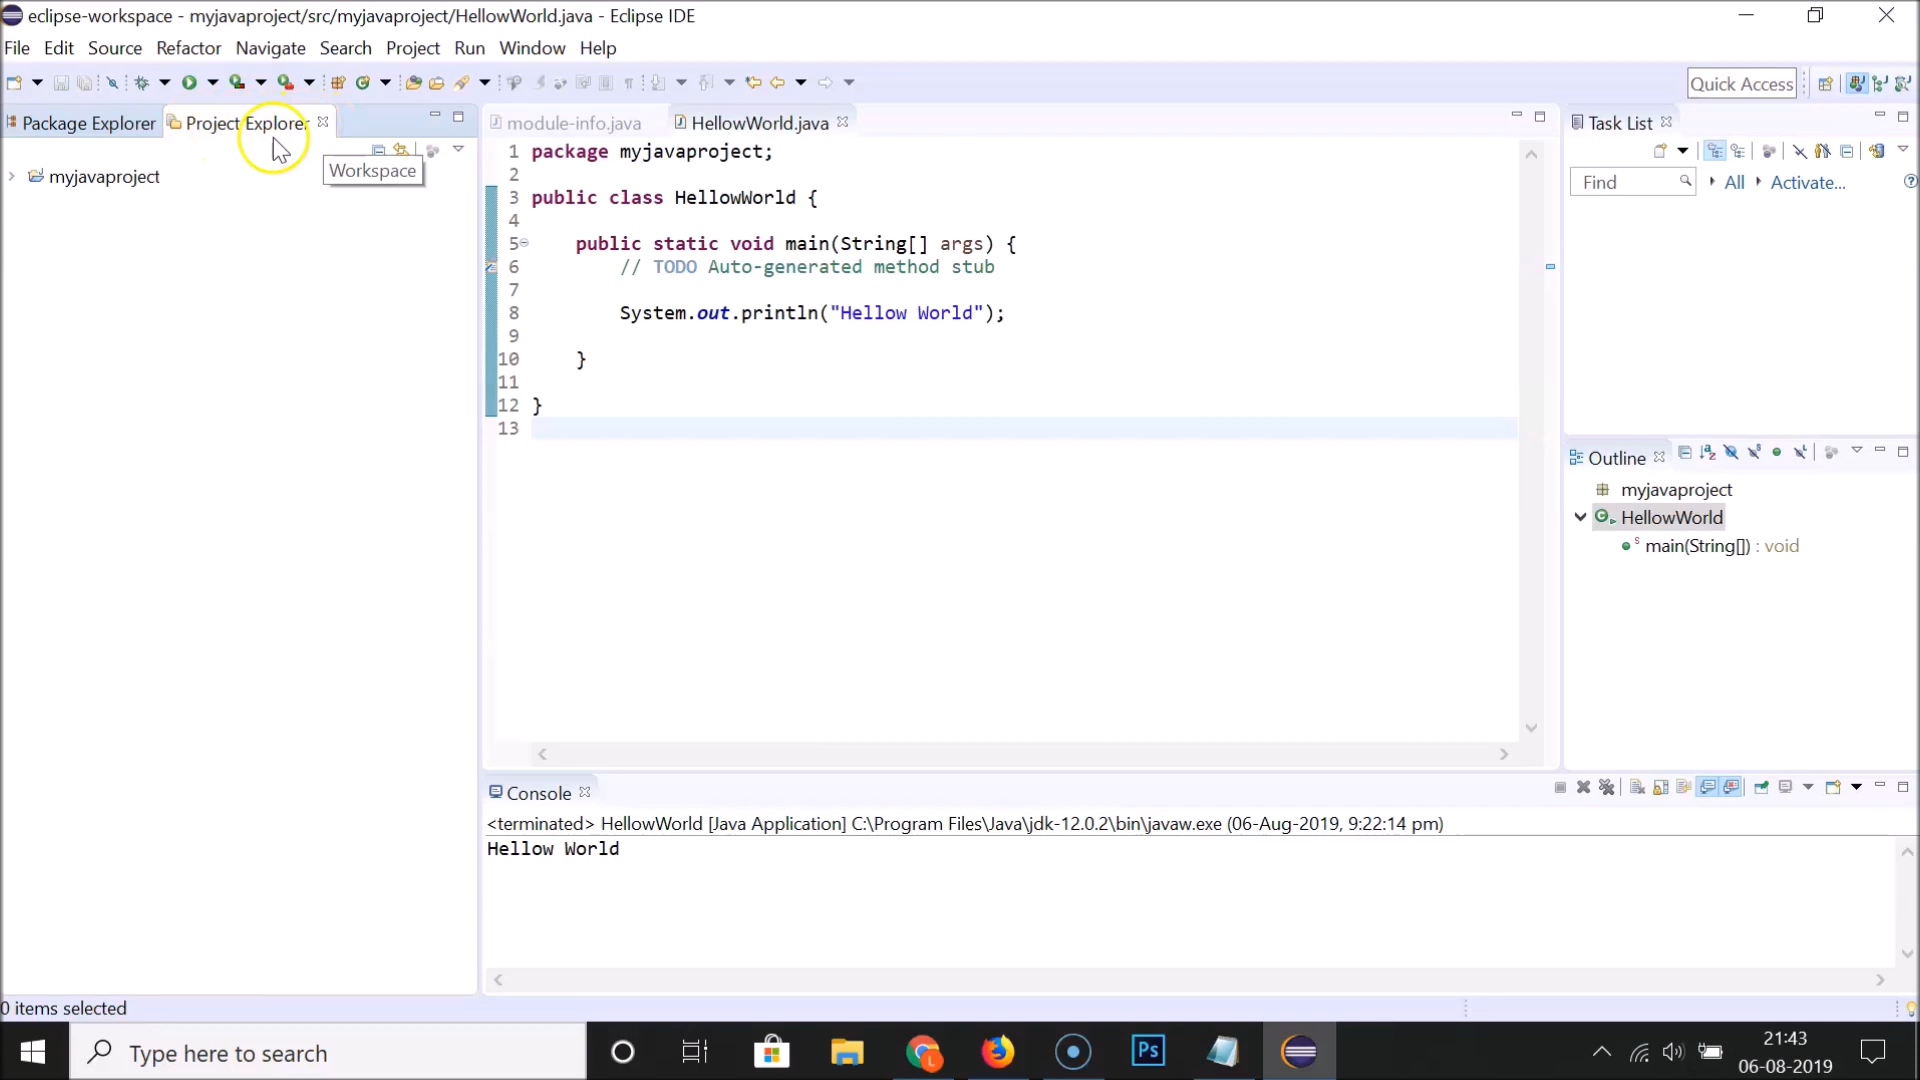 eclipse-workspace - myjavaproject/src/myjavaproject/HellowWorld.java - Eclipse IDE
File Edit Source Refactor Navigate Search Project Run Window Help
Quick Access
Package Explorer
Project Explorer
Workspace
myjavaproject
module-info.java
HellowWorld.java
1 package myjavaproject;
2
3 public class HellowWorld {
4
5 public static void main(String[] args) {
6 // TODO Auto-generated method stub
7
8 System.out.println("Hellow World");
9
10 }
11
12 }
13
Task List
Find
All
Activate...
Outline
myjavaproject
HellowWorld
main(String[]) : void
Console
<terminated> HellowWorld [Java Application] C:\Program Files\Java\jdk-12.0.2\bin\javaw.exe (06-Aug-2019, 9:22:14 pm)
Hellow World
0 items selected
Type here to search
Ps
21:43
06-08-2019